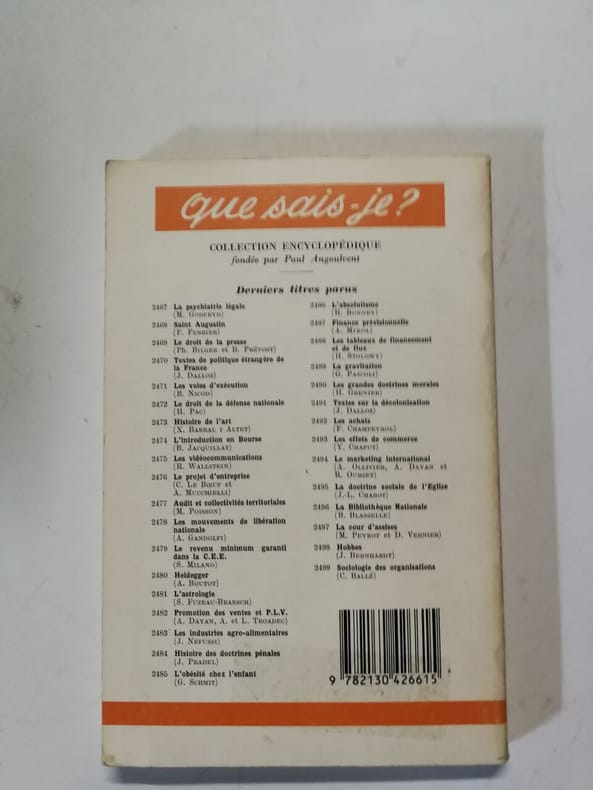 que sais-je?
COLLECTION ENCYCLOPÉDIQUE
fondée par Paul Angoulvent
Derniers titres parus
2467 La psychiatrie légale
(M. Godfryd)
2468 Saint Augustin
(F. Ferrier)
2469 Le droit de la presse
(Ph. Bilger et B. Prévost)
2470 Textes de politique étrangère de
la France
(J. Dalloz)
2471 Les voies d'exécution
(B. Nicod)
2472 Le droit de la défense nationale
(H. Pac)
2473 Histoire de l'art
(X. Barral i Altet)
2474 L'introduction en Bourse
(B. Jacquillat)
2475 Les vidéocommunications
(R. Wallstein)
2476 Le projet d'entreprise
(C. Le Bœuf et
A. Mucchielli)
2477 Audit et collectivités territoriales
(M. Poisson)
2478 Les mouvements de libération
nationale
(A. Gandolfi)
2479 Le revenu minimum garanti
dans la C.E.E.
(S. Milano)
2480 Heidegger
(A. Boutot)
2481 L'astrologie
(S. Fuzeau-Braesch)
2482 Promotion des ventes et P.L.V.
(A. Dayan, A. et L. Troadec)
2483 Les industries agro-alimentaires
(J. Nefussi)
2484 Histoire des doctrines pénales
(J. Pradel)
2485 L'obésité chez l'enfant
(G. Schmit)
2486 L'absolutisme
(R. Bonney)
2487 Finance prévisionnelle
(A. Mikol)
2488 Les tableaux de financement
et de flux
(H. Stolowy)
2489 La gravitation
(G. Pascoli)
2490 Les grandes doctrines morales
(H. Grenier)
2491 Textes sur la décolonisation
(J. Dalloz)
2492 Les achats
(F. Champeyrol)
2493 Les effets de commerce
(Y. Chaput)
2494 Le marketing international
(A. Ollivier, A. Dayan et
R. Ourset)
2495 La doctrine sociale de l'Eglise
(J.-L. Chabot)
2496 La Bibliothèque Nationale
(B. Blasselle)
2497 La cour d'assises
(M. Peyrot et D. Vernier)
2498 Hobbes
(J. Bernhardt)
2499 Sociologie des organisations
(C. Ballé)
9 782130 426615